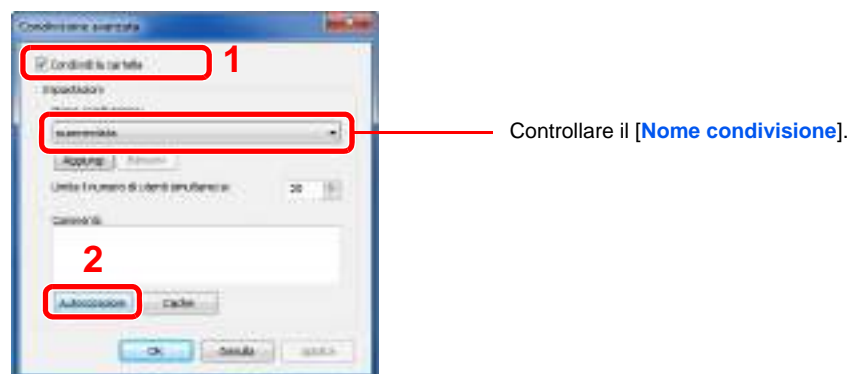 Condivisione avanzata
Condividi la cartella
1
Impostazioni
Aggiungi Rimuovi
Controllare il [Nome condivisione].
Limita il numero di utenti simultanei a: 20
Commenti:
2
Autorizzazioni Cache
OK Annulla Applica